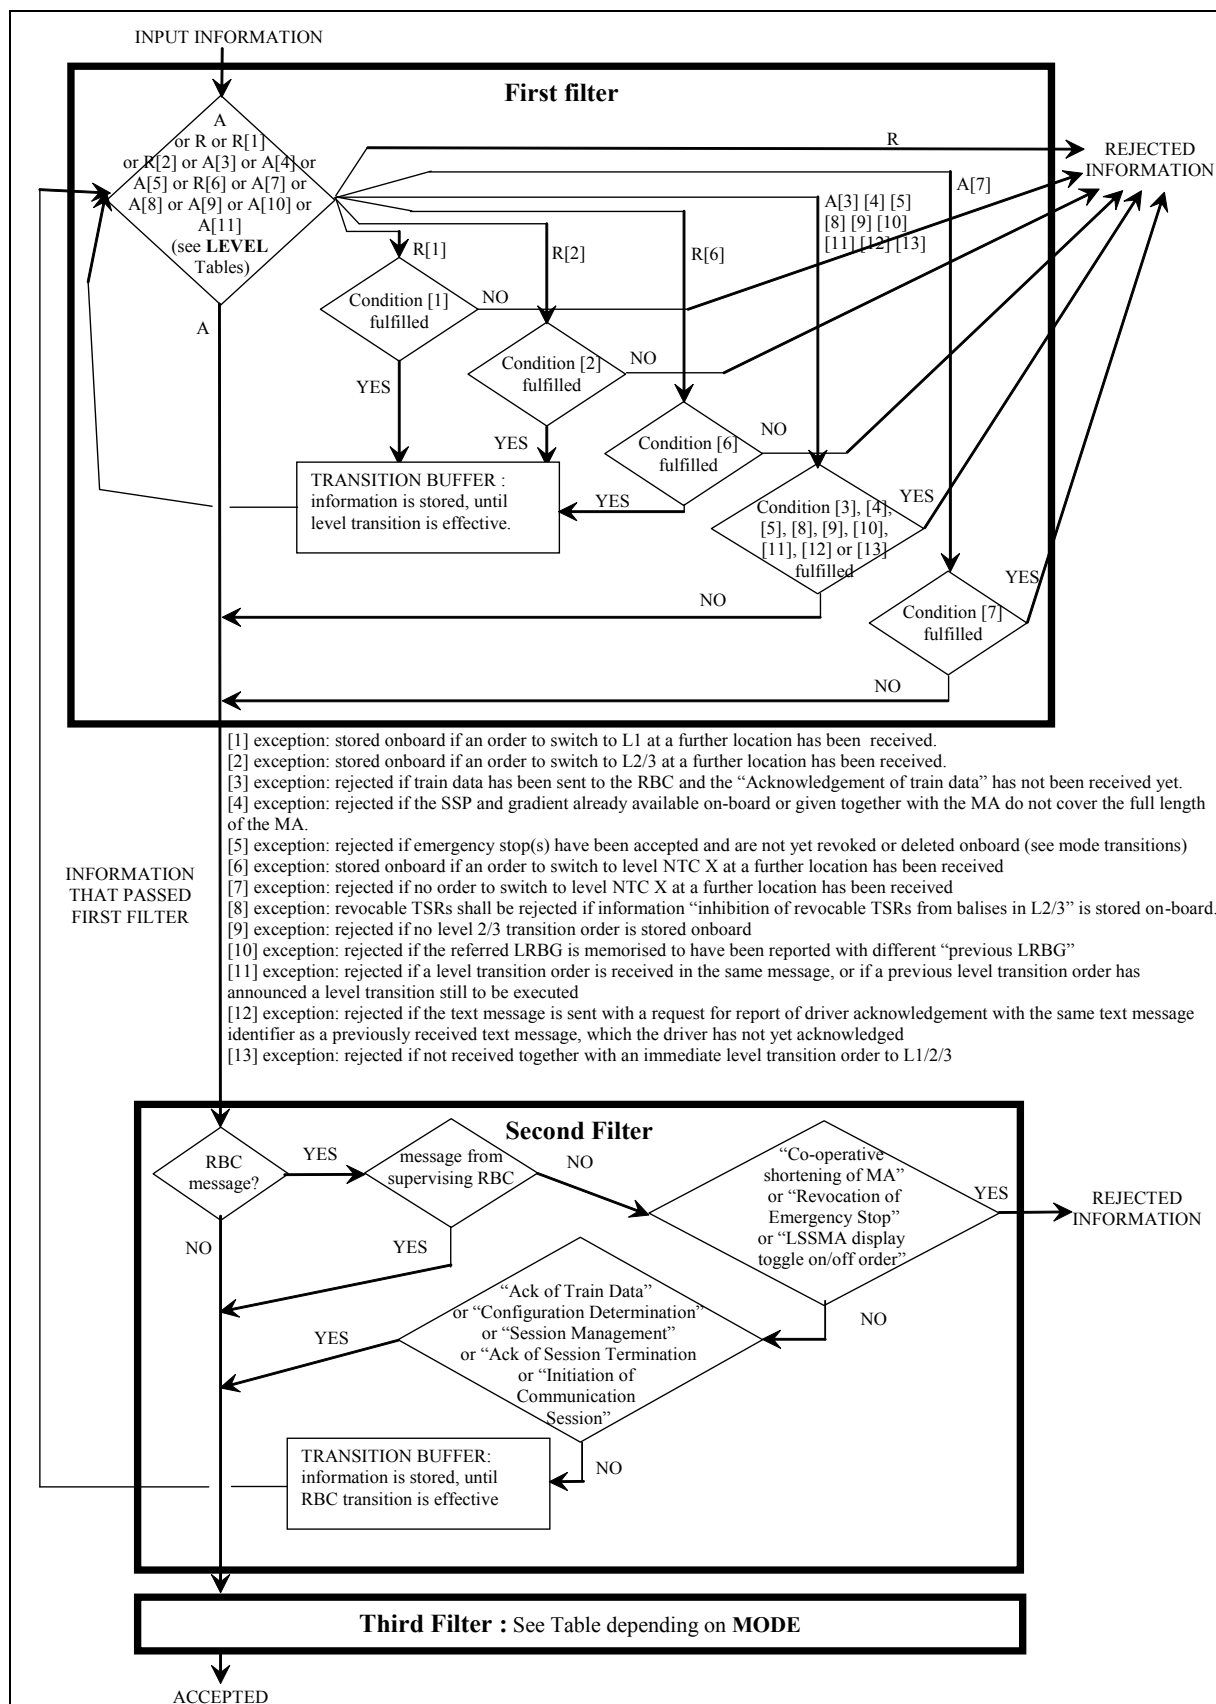 INPUT INFORMATION
First filter
A
or R or R[1]
or R[2] or A[3] or A[4] or
A[5] or R[6] or A[7] or
A[8] or A[9] or A[10] or
A[11]
(see LEVEL
Tables)
R
REJECTED
INFORMATION
A[7]
A[3] [4] [5]
[8] [9] [10]
[11] [12] [13]
R[1]
R[2]
R[6]
Condition [1]
fulfilled
NO
YES
A
Condition [2]
fulfilled
NO
YES
Condition [6]
fulfilled
NO
YES
TRANSITION BUFFER :
information is stored, until
level transition is effective.
Condition [3], [4],
[5], [8], [9], [10],
[11], [12] or [13]
fulfilled
YES
NO
Condition [7]
fulfilled
YES
NO
[1] exception: stored onboard if an order to switch to L1 at a further location has been received.
[2] exception: stored onboard if an order to switch to L2/3 at a further location has been received.
[3] exception: rejected if train data has been sent to the RBC and the “Acknowledgement of train data” has not been received yet.
[4] exception: rejected if the SSP and gradient already available on-board or given together with the MA do not cover the full length
of the MA.
[5] exception: rejected if emergency stop(s) have been accepted and are not yet revoked or deleted onboard (see mode transitions)
[6] exception: stored onboard if an order to switch to level NTC X at a further location has been received
[7] exception: rejected if no order to switch to level NTC X at a further location has been received
[8] exception: revocable TSRs shall be rejected if information “inhibition of revocable TSRs from balises in L2/3” is stored on-board.
[9] exception: rejected if no level 2/3 transition order is stored onboard
[10] exception: rejected if the referred LRBG is memorised to have been reported with different “previous LRBG”
[11] exception: rejected if a level transition order is received in the same message, or if a previous level transition order has
announced a level transition still to be executed
[12] exception: rejected if the text message is sent with a request for report of driver acknowledgement with the same text message
identifier as a previously received text message, which the driver has not yet acknowledged
[13] exception: rejected if not received together with an immediate level transition order to L1/2/3
INFORMATION
THAT PASSED
FIRST FILTER
Second Filter
RBC
message?
YES
NO
message from
supervising RBC
NO
YES
“Co-operative
shortening of MA”
or “Revocation of
Emergency Stop”
or “LSSMA display
toggle on/off order”
YES
REJECTED
INFORMATION
NO
“Ack of Train Data”
or “Configuration Determination”
or “Session Management”
or “Ack of Session Termination
or “Initiation of
Communication
Session”
YES
NO
TRANSITION BUFFER:
information is stored, until
RBC transition is effective
Third Filter : See Table depending on MODE
ACCEPTED